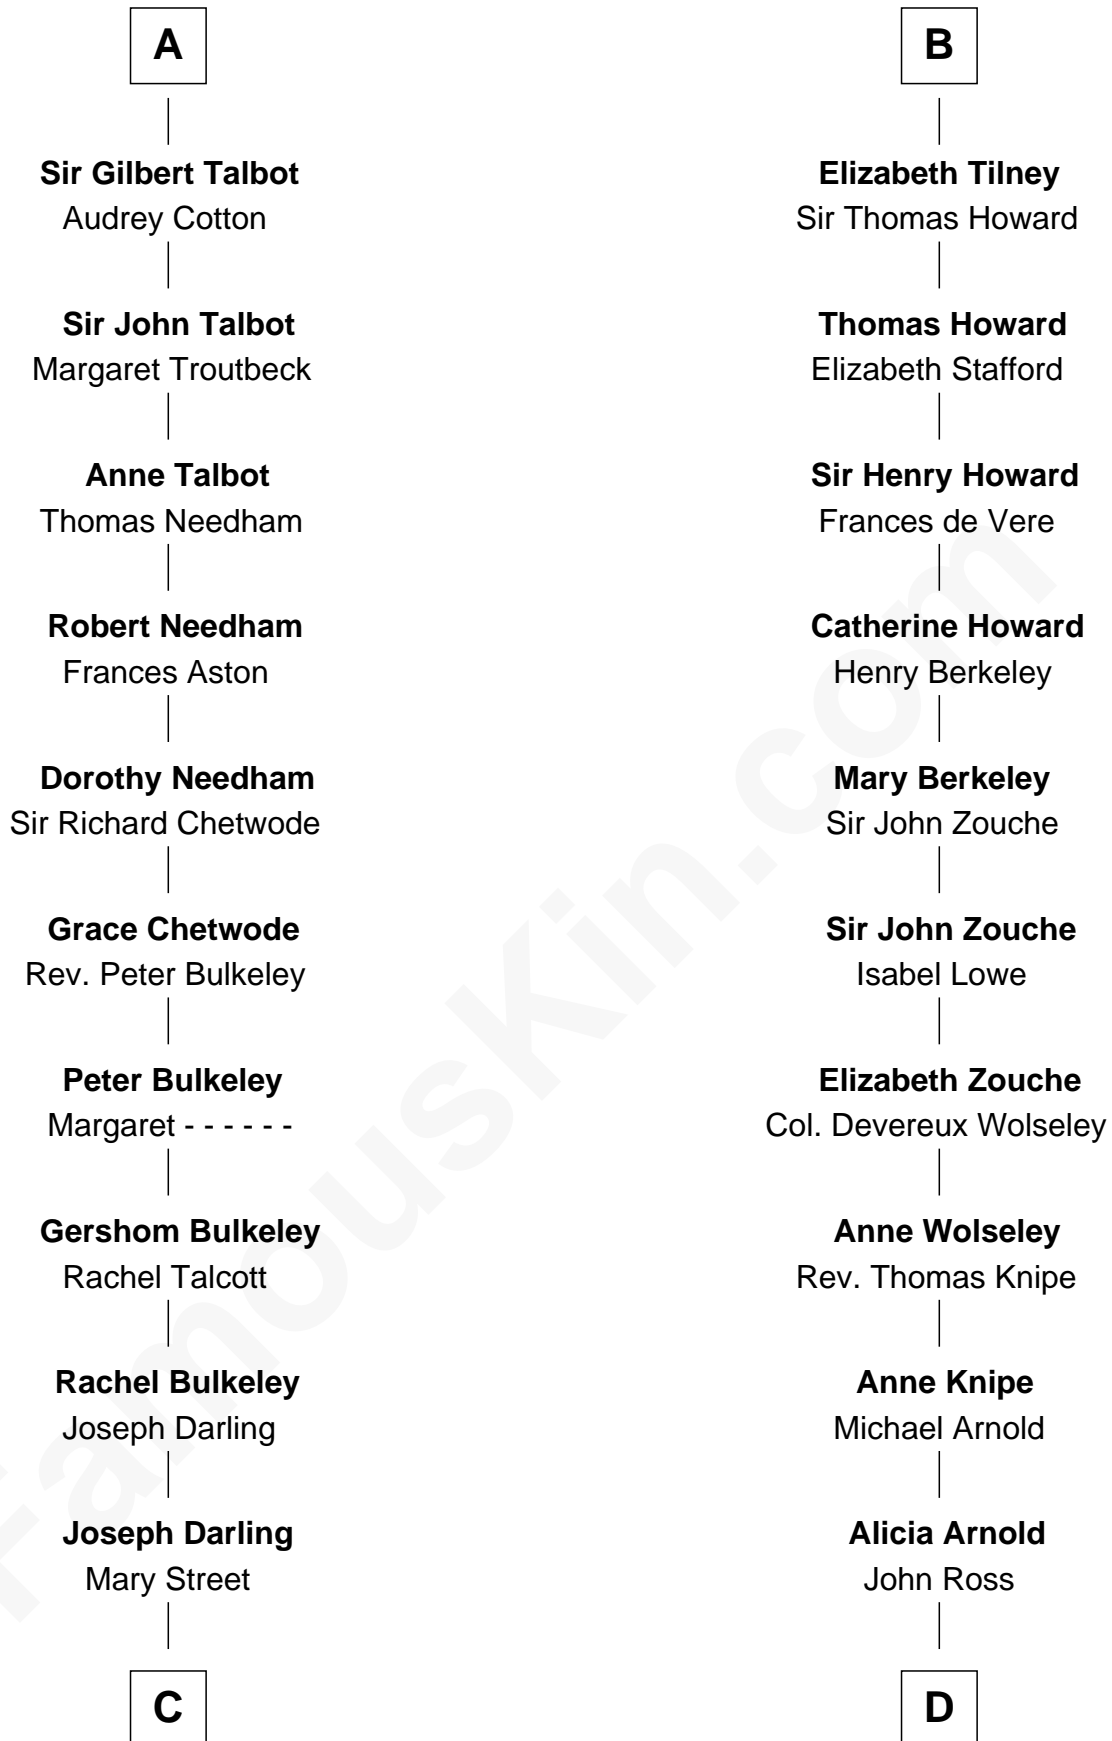 A
Sir Gilbert Talbot
Audrey Cotton
Sir John Talbot
Margaret Troutbeck
Anne Talbot
Thomas Needham
Robert Needham
Frances Aston
Dorothy Needham
Sir Richard Chetwode
Grace Chetwode
Rev. Peter Bulkeley
Peter Bulkeley
Margaret - - - - - -
Gershom Bulkeley
Rachel Talcott
Rachel Bulkeley
Joseph Darling
Joseph Darling
Mary Street
C
B
Elizabeth Tilney
Sir Thomas Howard
Thomas Howard
Elizabeth Stafford
Sir Henry Howard
Frances de Vere
Catherine Howard
Henry Berkeley
Mary Berkeley
Sir John Zouche
Sir John Zouche
Isabel Lowe
Elizabeth Zouche
Col. Devereux Wolseley
Anne Wolseley
Rev. Thomas Knipe
Anne Knipe
Michael Arnold
Alicia Arnold
John Ross
D
FamousKin.com